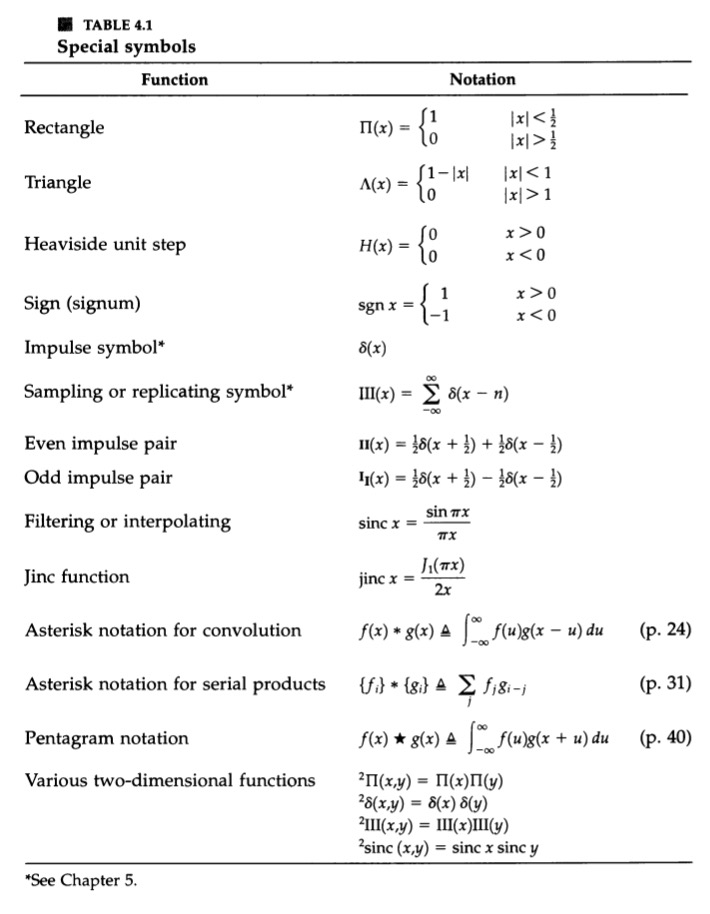 TABLE 4.1
Special symbols
Function Notation
Rectangle Π(x) = { 1 |x| < ½
0 |x| > ½
Triangle Λ(x) = { 1 − |x| |x| < 1
0 |x| > 1
Heaviside unit step H(x) = { 0 x > 0
0 x < 0
Sign (signum) sgn x = { 1 x > 0
−1 x < 0
Impulse symbol* δ(x)
Sampling or replicating symbol* III(x) = ∑_{−∞}^{∞} δ(x − n)
Even impulse pair II(x) = ½δ(x + ½) + ½δ(x − ½)
Odd impulse pair I_I(x) = ½δ(x + ½) − ½δ(x − ½)
Filtering or interpolating sinc x = sin πx / πx
Jinc function jinc x = J₁(πx) / 2x
Asterisk notation for convolution f(x) * g(x) ≜ ∫_{−∞}^{∞} f(u)g(x − u) du (p. 24)
Asterisk notation for serial products {fᵢ} * {gᵢ} ≜ ∑_j f_j g_{i−j} (p. 31)
Pentagram notation f(x) ★ g(x) ≜ ∫_{−∞}^{∞} f(u)g(x + u) du (p. 40)
Various two-dimensional functions ²Π(x,y) = Π(x)Π(y)
²δ(x,y) = δ(x) δ(y)
²III(x,y) = III(x)III(y)
²sinc (x,y) = sinc x sinc y
*See Chapter 5.